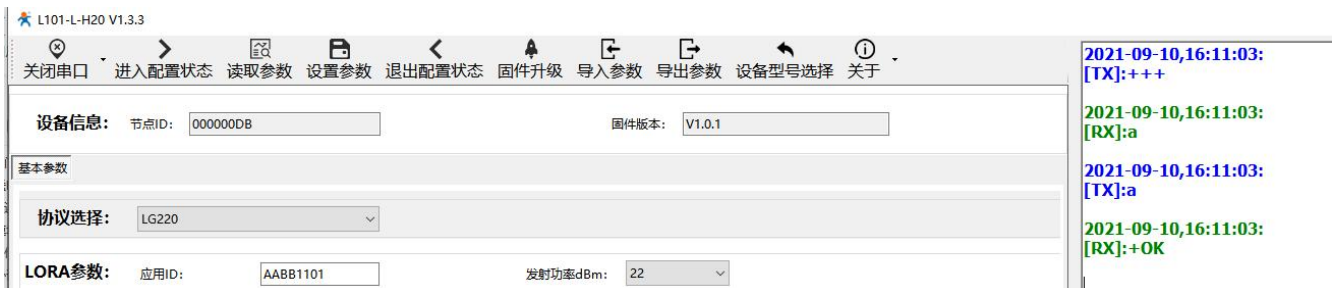 L101-L-H20 V1.3.3
关闭串口 进入配置状态 读取参数 设置参数 退出配置状态 固件升级 导入参数 导出参数 设备型号选择 关于
设备信息: 节点ID: 000000DB 固件版本: V1.0.1
基本参数
协议选择: LG220
LORA参数: 应用ID: AABB1101 发射功率dBm: 22
2021-09-10,16:11:03:
[TX]:+++
2021-09-10,16:11:03:
[RX]:a
2021-09-10,16:11:03:
[TX]:a
2021-09-10,16:11:03:
[RX]:+OK